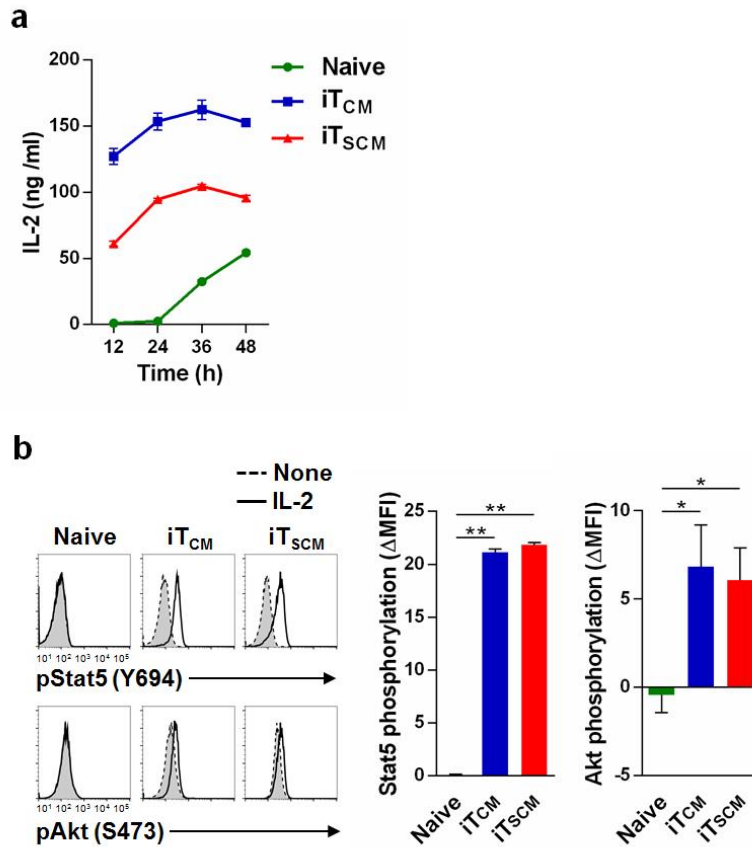 a
IL-2 (ng /ml)
200
150
100
50
0
12 24 36 48
Time (h)
Naive
iTCM
iTSCM
b
None
IL-2
Naive iTCM iTSCM
10¹ 10² 10³ 10⁴ 10⁵
pStat5 (Y694)
pAkt (S473)
10¹ 10² 10³ 10⁴ 10⁵
Stat5 phosphorylation (ΔMFI)
25
20
15
10
5
0
**
**
Naive iTCM iTSCM
Akt phosphorylation (ΔMFI)
10
5
0
-5
*
*
Naive iTCM iTSCM